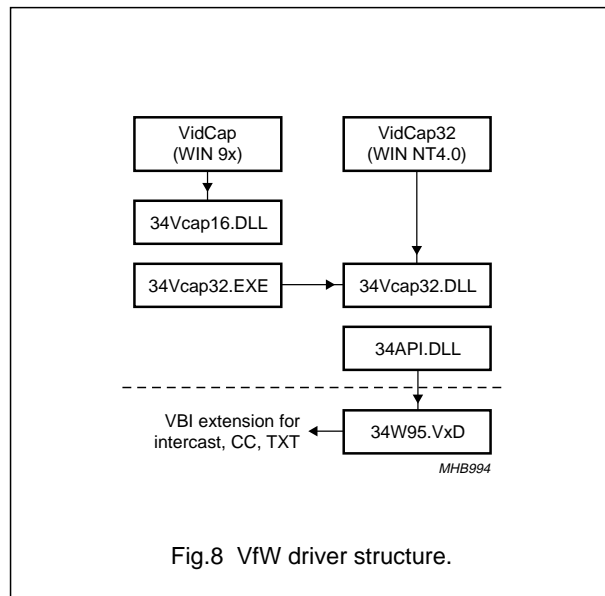 VidCap
(WIN 9x)
VidCap32
(WIN NT4.0)
34Vcap16.DLL
34Vcap32.EXE
34Vcap32.DLL
34API.DLL
VBI extension for
intercast, CC, TXT
34W95.VxD
MHB994
Fig.8 VfW driver structure.